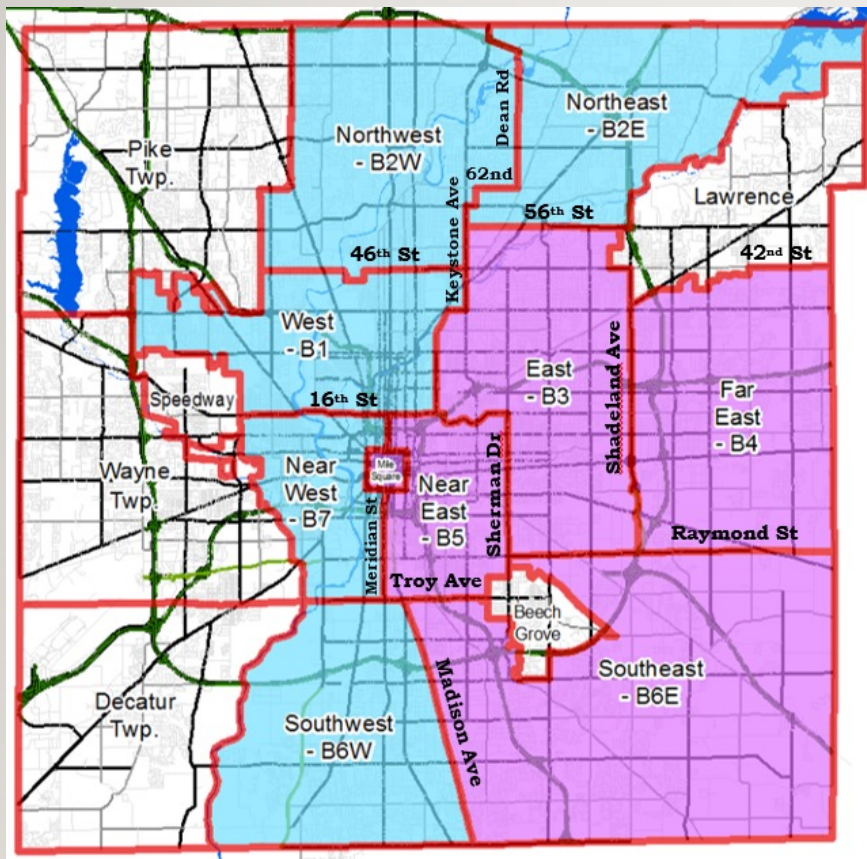 Dean Rd
Northeast
- B2E
Northwest
- B2W
Pike
Twp.
62nd
Lawrence
56th St
Keystone Ave
46th St
42nd St
West
- B1
Shadeland Ave
East
- B3
Far
East
- B4
16th St
Speedway
Mile
Square
Near
West
- B7
Wayne
Twp.
Near
East
- B5
Sherman Dr
Meridian St
Raymond St
Troy Ave
Beech
Grove
Southeast
- B6E
Decatur
Twp.
Southwest
- B6W
Madison Ave